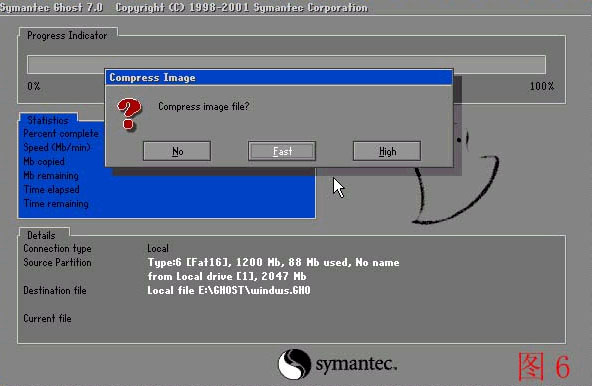 Symantec Ghost 7.0 Copyright (C) 1998-2001 Symantec Corporation
Progress Indicator
0% 100%
Compress Image
Compress image file?
No Fast High
Statistics
Percent complete
Speed (Mb/min)
Mb copied
Mb remaining
Time elapsed
Time remaining
Details
Connection type Local
Source Partition Type:6 [Fat16], 1200 Mb, 88 Mb used, No name
from Local drive [1], 2047 Mb
Destination file Local file E:\GHOST\windws.GHO
Current file
symantec.
图 6